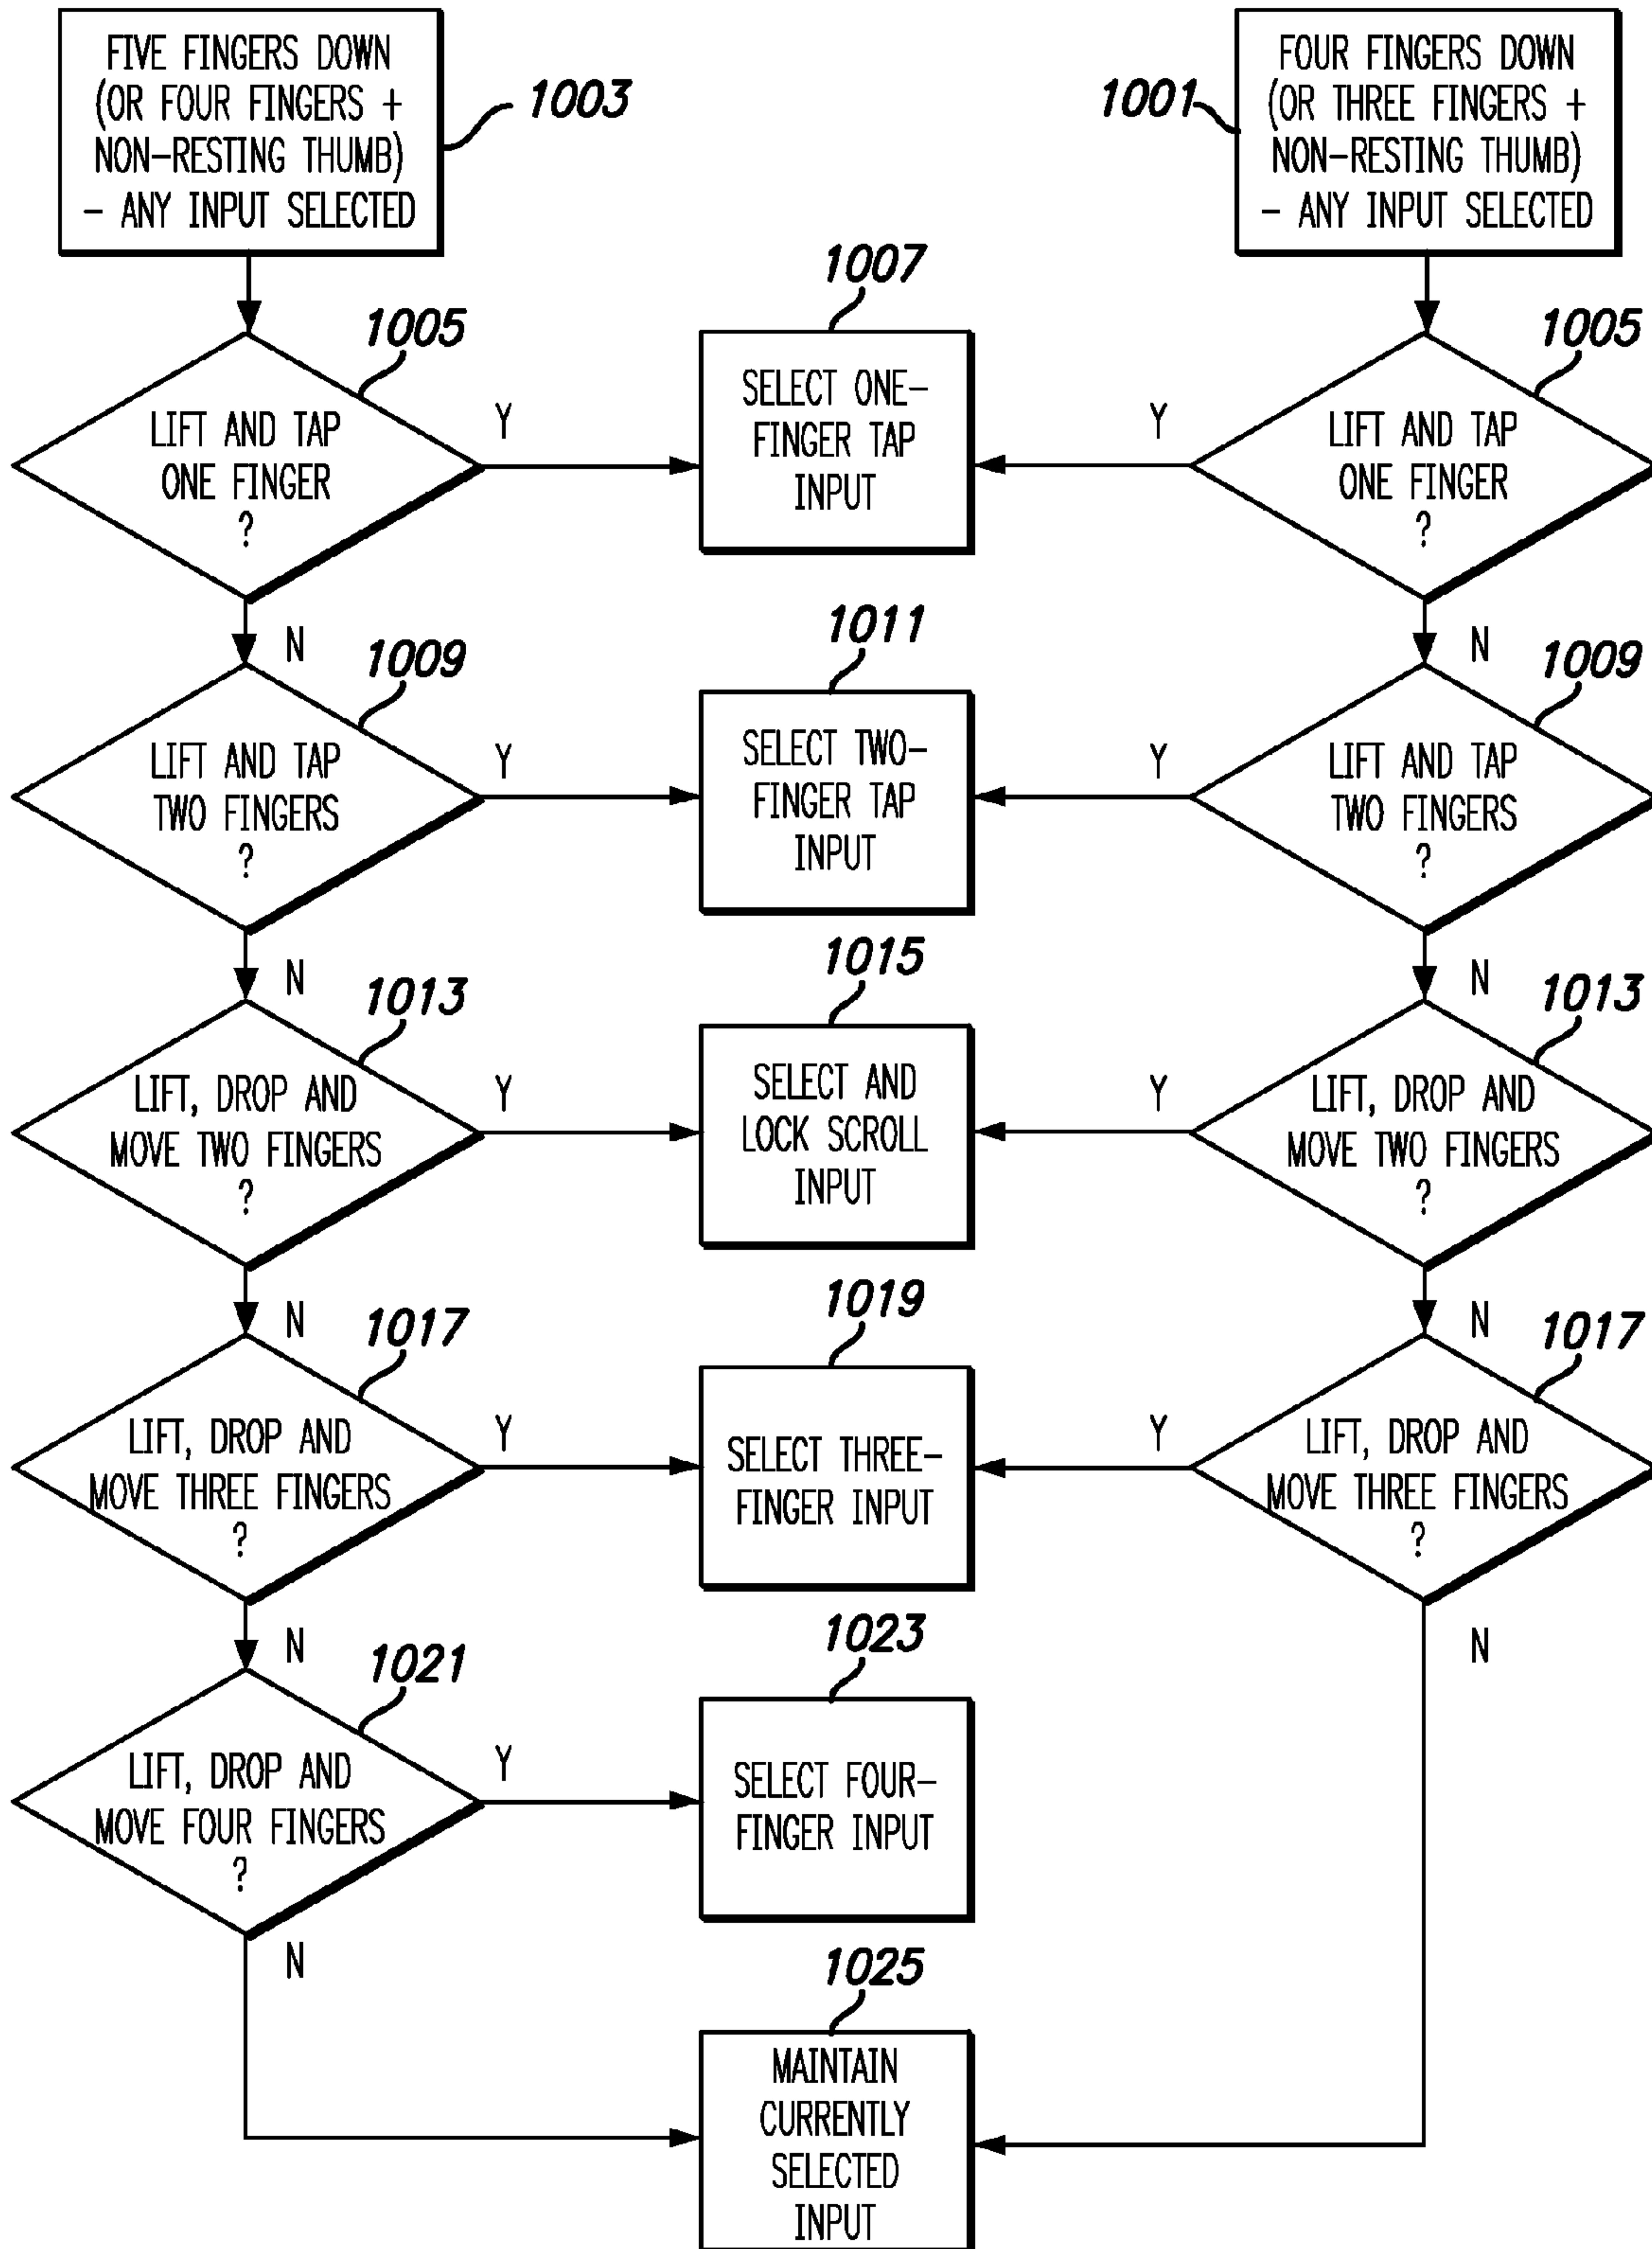 FIVE FINGERS DOWN
(OR FOUR FINGERS +
NON-RESTING THUMB)
- ANY INPUT SELECTED
1003
1001
FOUR FINGERS DOWN
(OR THREE FINGERS +
NON-RESTING THUMB)
- ANY INPUT SELECTED
1005
LIFT AND TAP
ONE FINGER
?
Y
N
1007
SELECT ONE-
FINGER TAP
INPUT
1005
LIFT AND TAP
ONE FINGER
?
Y
N
1009
LIFT AND TAP
TWO FINGERS
?
Y
N
1011
SELECT TWO-
FINGER TAP
INPUT
1009
LIFT AND TAP
TWO FINGERS
?
Y
N
1013
LIFT, DROP AND
MOVE TWO FINGERS
?
Y
N
1015
SELECT AND
LOCK SCROLL
INPUT
1013
LIFT, DROP AND
MOVE TWO FINGERS
?
Y
N
1017
LIFT, DROP AND
MOVE THREE FINGERS
?
Y
N
1019
SELECT THREE-
FINGER INPUT
1017
LIFT, DROP AND
MOVE THREE FINGERS
?
Y
N
1021
LIFT, DROP AND
MOVE FOUR FINGERS
?
Y
N
1023
SELECT FOUR-
FINGER INPUT
1025
MAINTAIN
CURRENTLY
SELECTED
INPUT